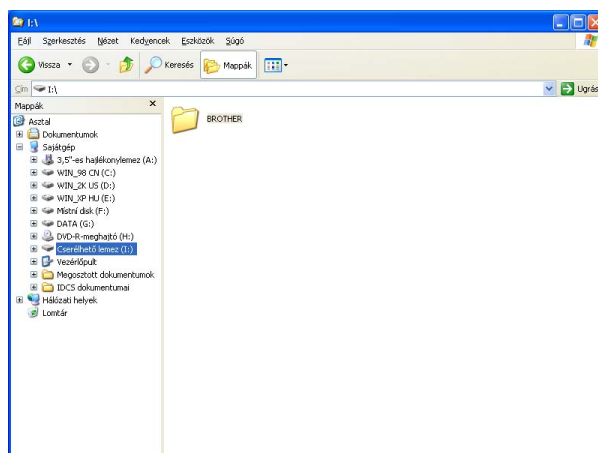 I:\
Fájl Szerkesztés Nézet Kedvencek Eszközök Súgó
Vissza Keresés Mappák
Cím I:\ Ugrás
Mappák
Asztal
Dokumentumok
Sajátgép
3,5"-es hajlékonylemez (A:)
WIN_98 CN (C:)
WIN_2K US (D:)
WIN_XP HU (E:)
Místní disk (F:)
DATA (G:)
DVD-R-meghajtó (H:)
Cserélhető lemez (I:)
Vezérlőpult
Megosztott dokumentumok
IDCS dokumentumai
Hálózati helyek
Lomtár
BROTHER